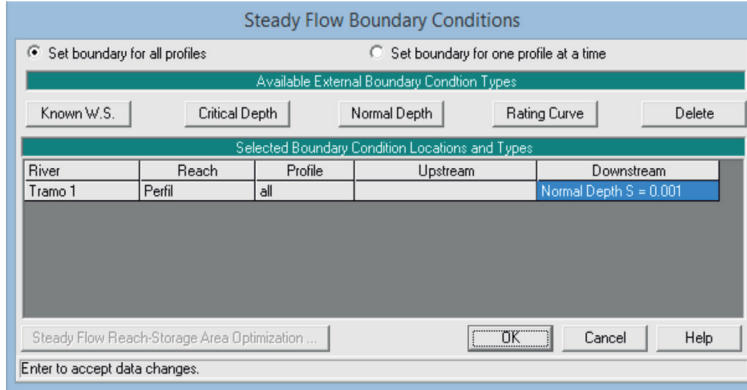 Steady Flow Boundary Conditions
Set boundary for all profiles Set boundary for one profile at a time
Available External Boundary Condtion Types
Known W.S. Critical Depth Normal Depth Rating Curve Delete
Selected Boundary Condition Locations and Types
River Reach Profile Upstream Downstream
Tramo 1 Perfil all Normal Depth S = 0.001
Steady Flow Reach-Storage Area Optimization ... OK Cancel Help
Enter to accept data changes.